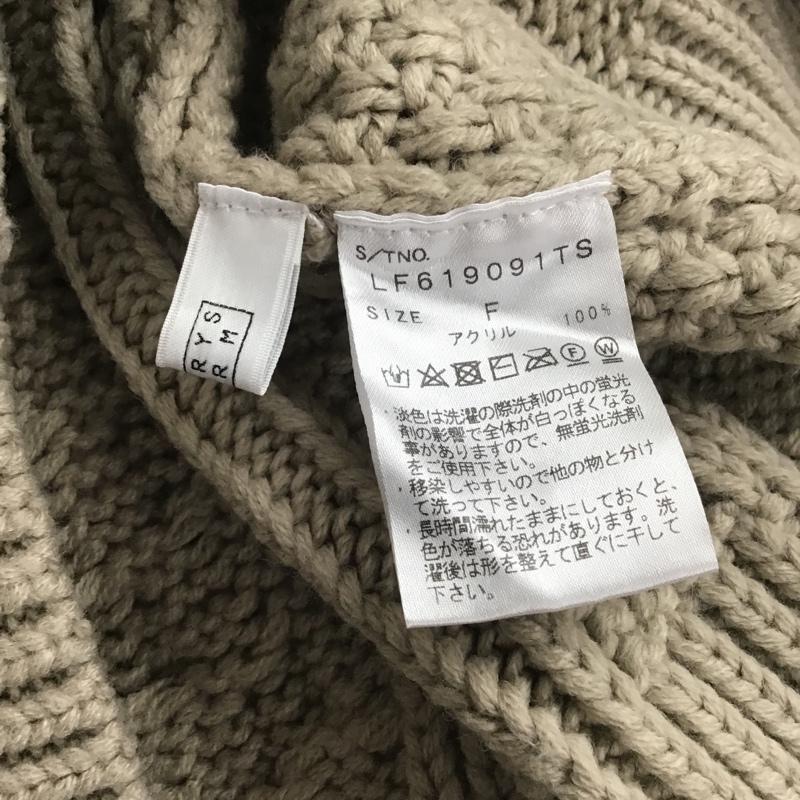 RYS
RM
S/TNO.
LF619091TS
SIZE F
アクリル 100%
F W
・淡色は洗濯の際洗剤の中の蛍光
剤の影響で全体が白っぽくなる
事がありますので、無蛍光洗剤
をご使用下さい。
・移染しやすいので他の物と分け
て洗って下さい。
・長時間濡れたままにしておくと、
色が落ちる恐れがあります。洗
濯後は形を整えて直ぐに干して
下さい。